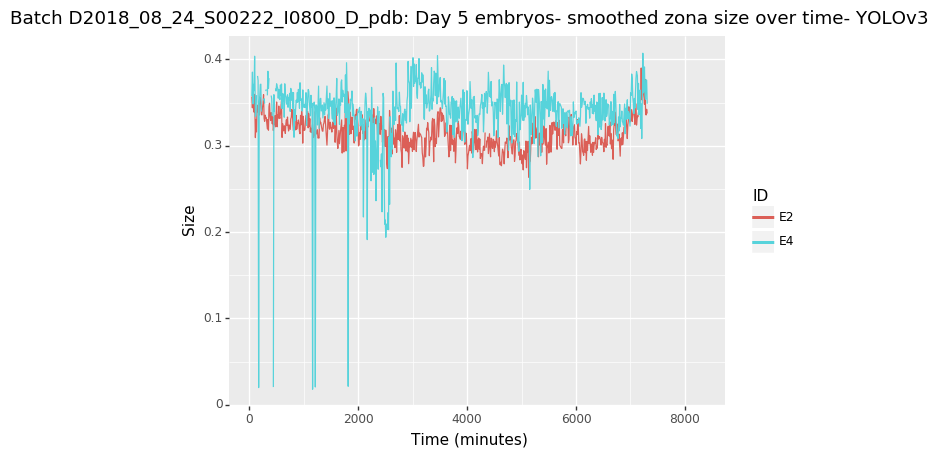 Batch D2018_08_24_S00222_I0800_D_pdb: Day 5 embryos- smoothed zona size over time- YOLOv3
0.4
0.3
0.2
0.1
0
Size
0 2000 4000 6000 8000
Time (minutes)
ID
E2
E4